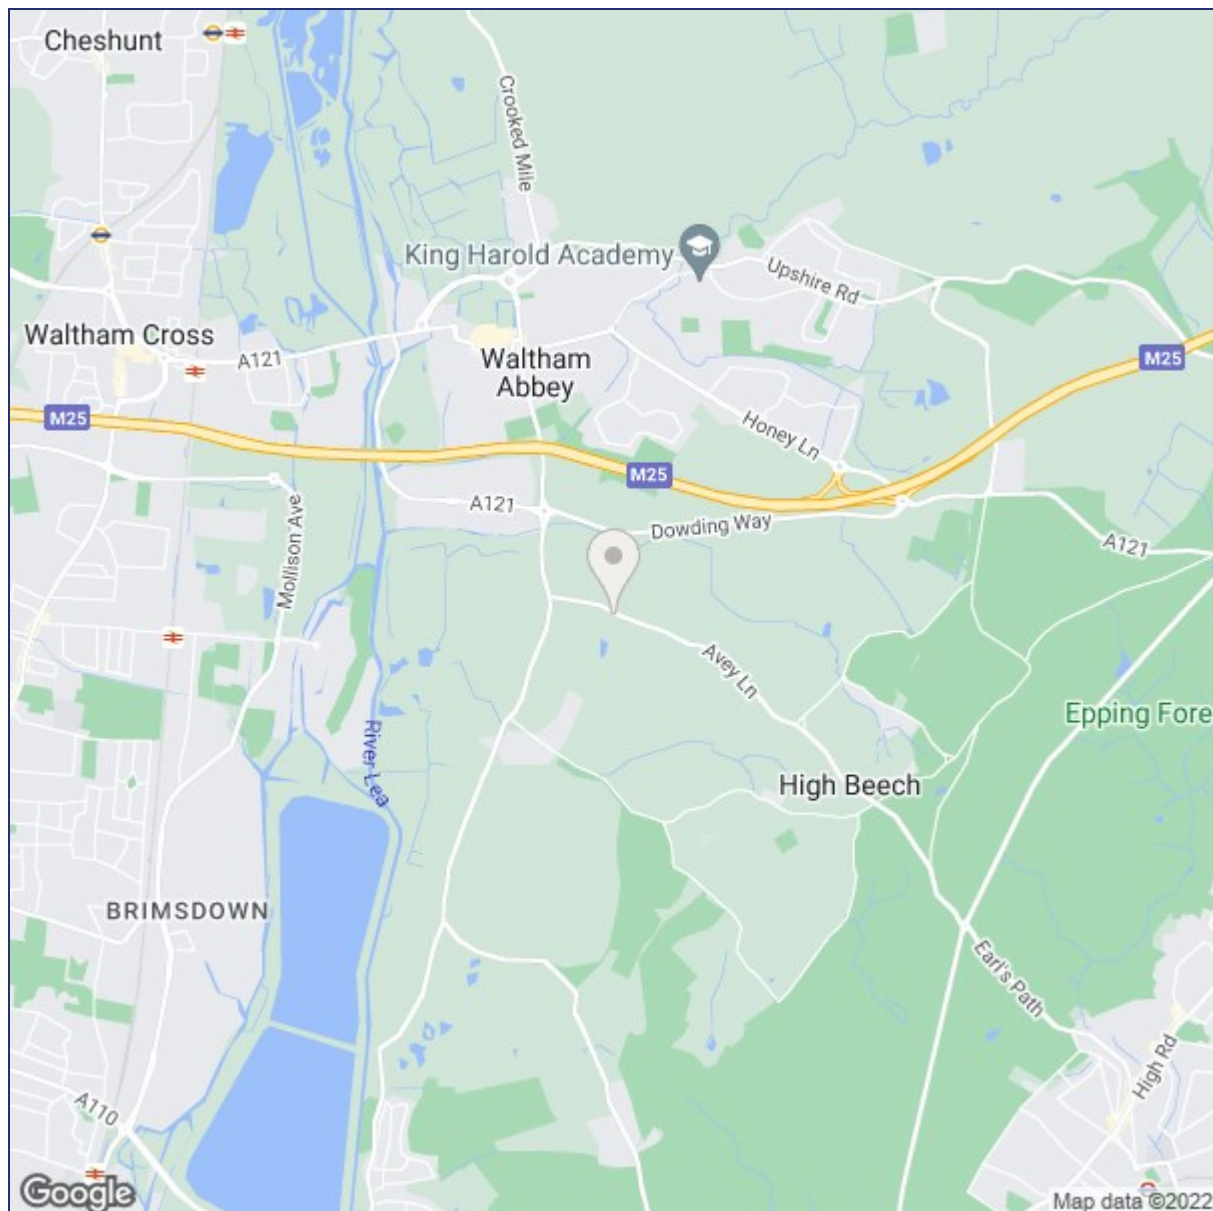 Cheshunt
Crooked Mile
King Harold Academy
Upshire Rd
Waltham Cross
A121
Waltham
Abbey
M25
M25
Honey Ln
M25
A121
Dowding Way
Mollison Ave
A121
Avey Ln
River Lea
Epping Fore
High Beech
BRIMSDOWN
Earl's Path
High Rd
A110
Google
Map data ©2022